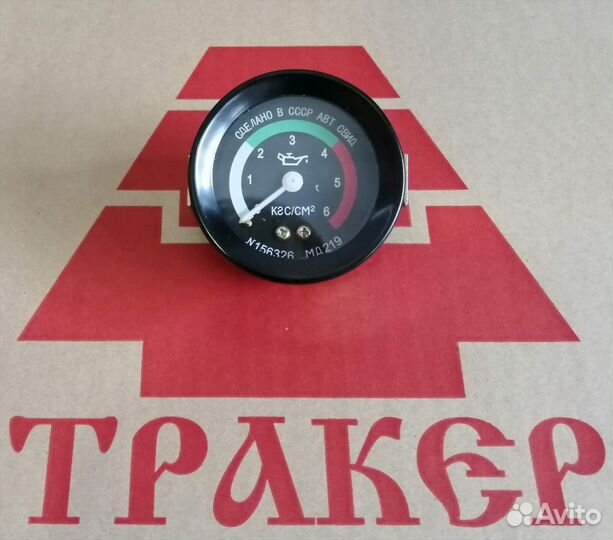 СДЕЛАНО В СССР АВТ СВИД
1 2 3 4 5 6
КГС/СМ²
N156326 МД219
ТРАКЕР
Avito